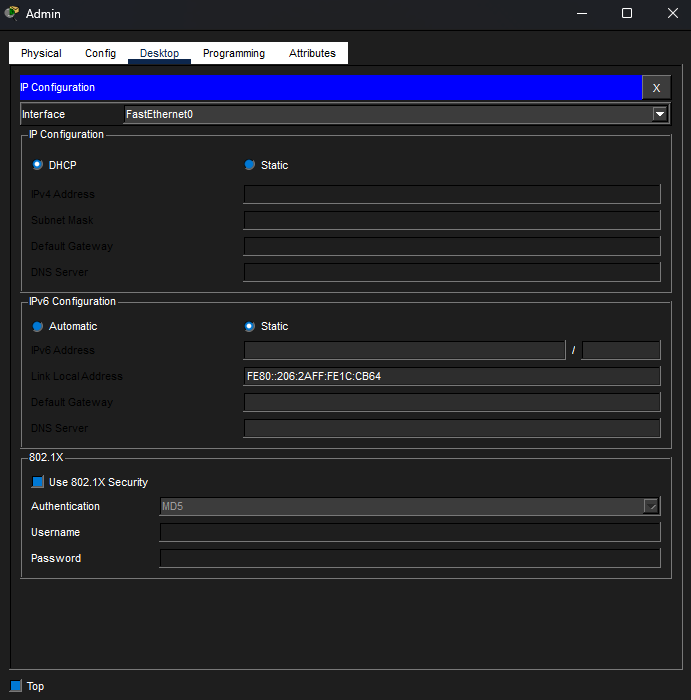 Admin
Physical Config Desktop Programming Attributes
IP Configuration X
Interface FastEthernet0
IP Configuration
DHCP Static
IPv4 Address
Subnet Mask
Default Gateway
DNS Server
IPv6 Configuration
Automatic Static
IPv6 Address /
Link Local Address FE80::206:2AFF:FE1C:CB64
Default Gateway
DNS Server
802.1X
Use 802.1X Security
Authentication MD5
Username
Password
Top